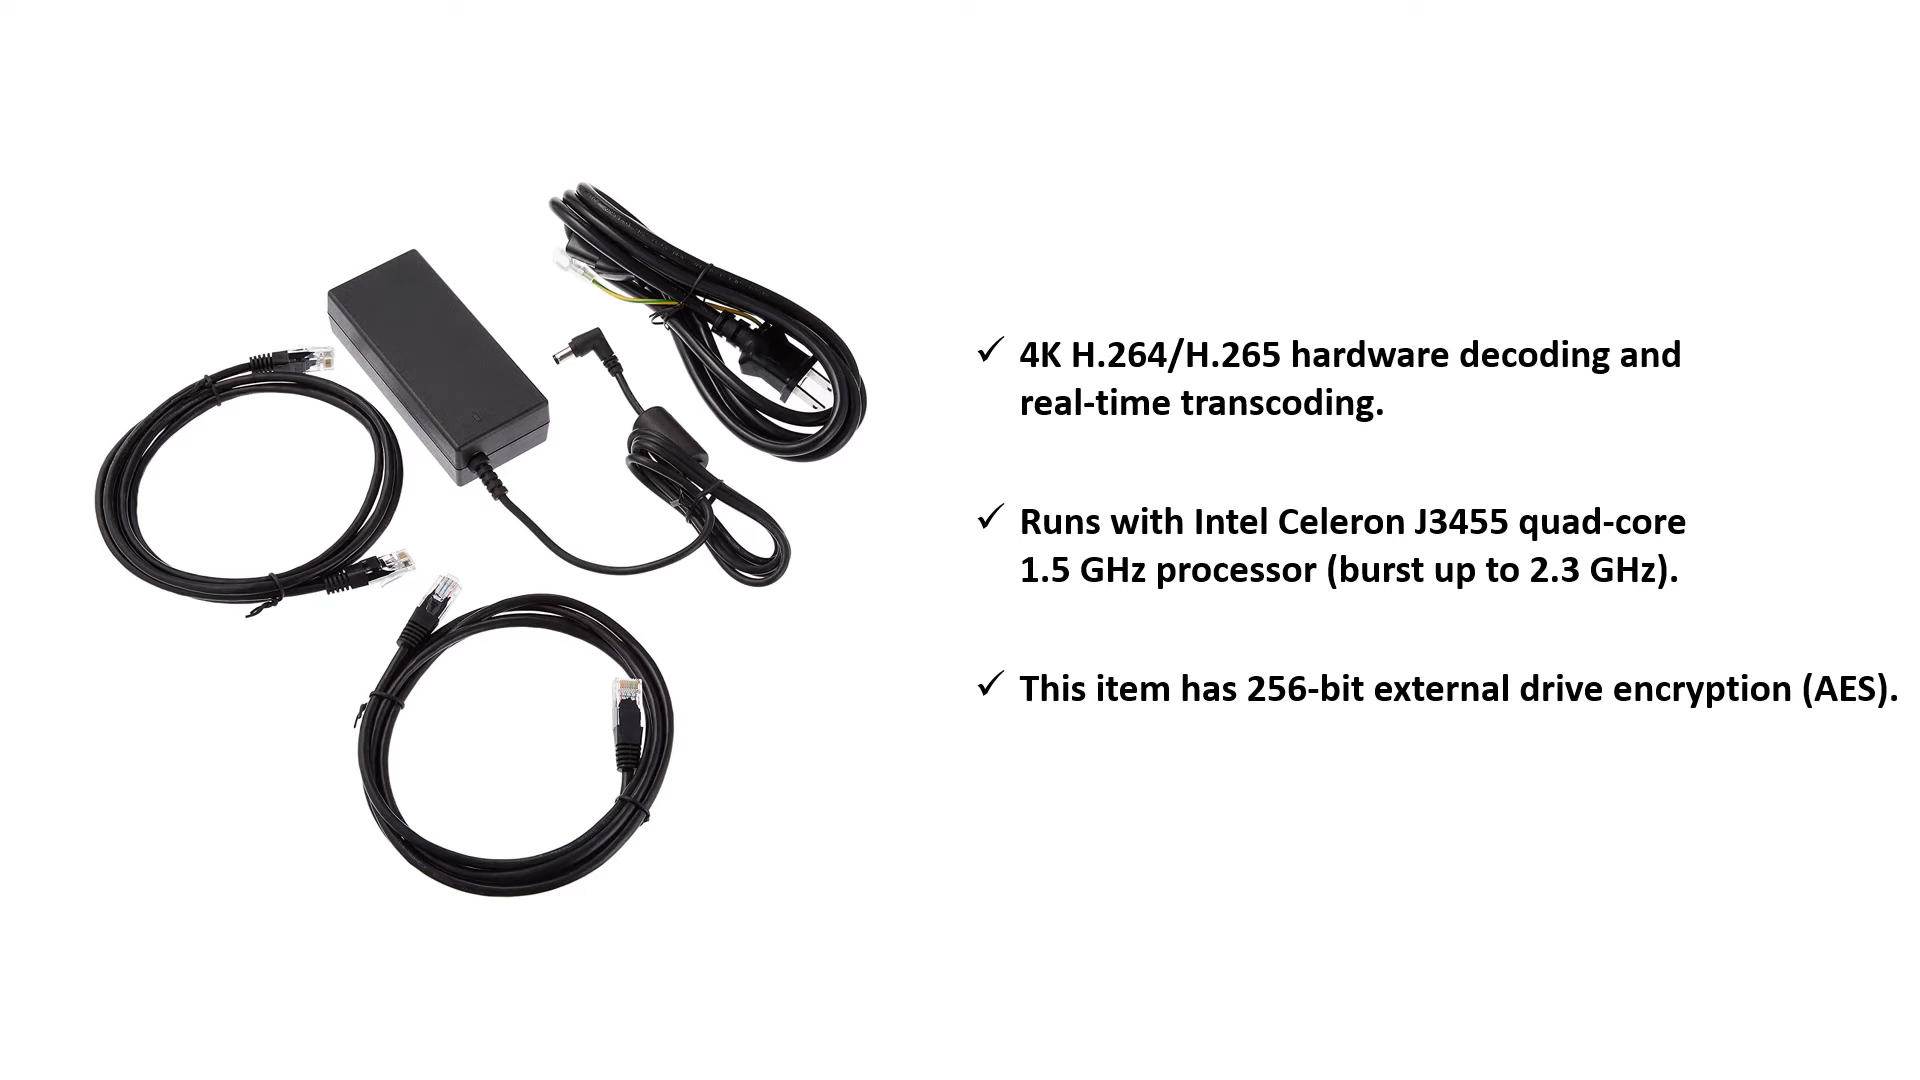 4K H.264/H.265 hardware decoding and
real-time transcoding.
Runs with Intel Celeron J3455 quad-core
1.5 GHz processor (burst up to 2.3 GHz).
This item has 256-bit external drive encryption (AES).